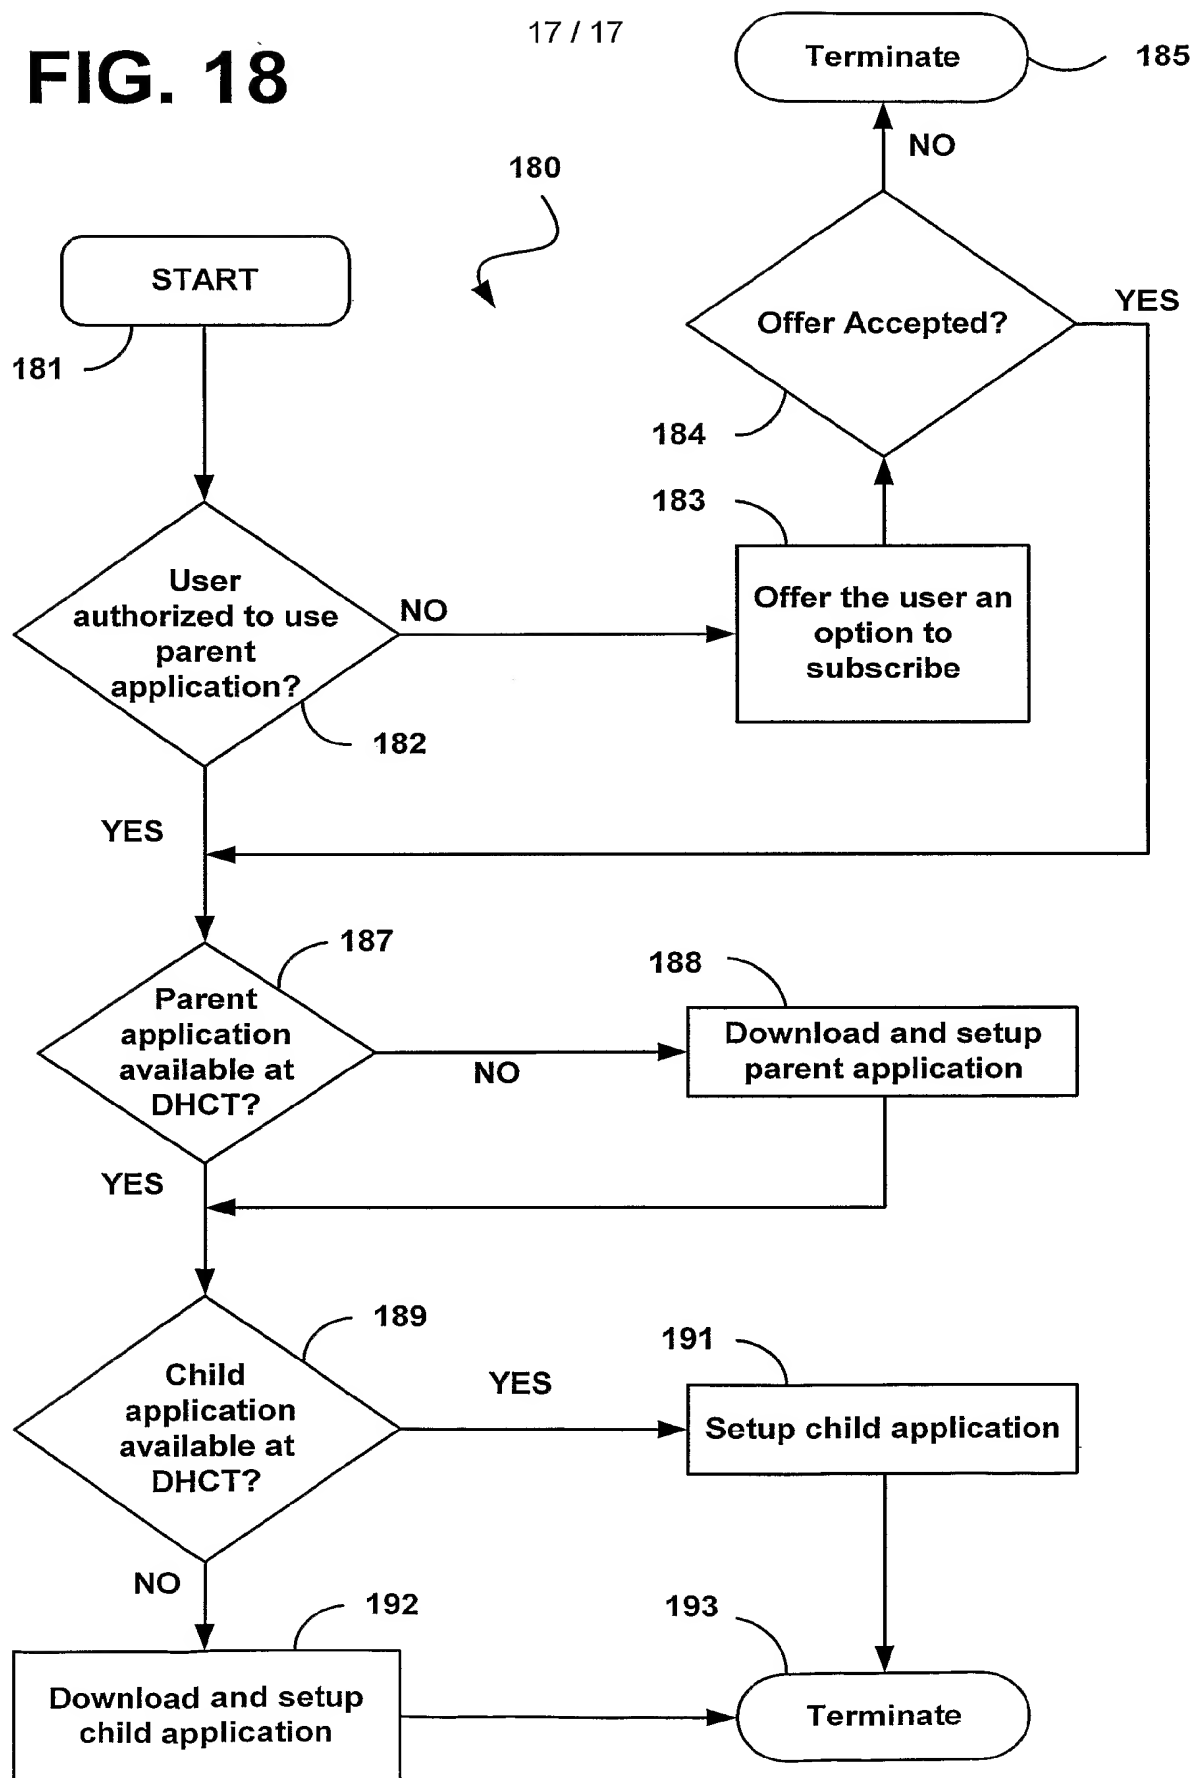 17 / 17
FIG. 18
Terminate
185
NO
180
START
181
Offer Accepted?
YES
184
183
User
authorized to use
parent
application?
NO
182
Offer the user an
option to
subscribe
YES
187
Parent
application
available at
DHCT?
NO
188
Download and setup
parent application
YES
189
Child
application
available at
DHCT?
YES
191
Setup child application
NO
192
Download and setup
child application
193
Terminate